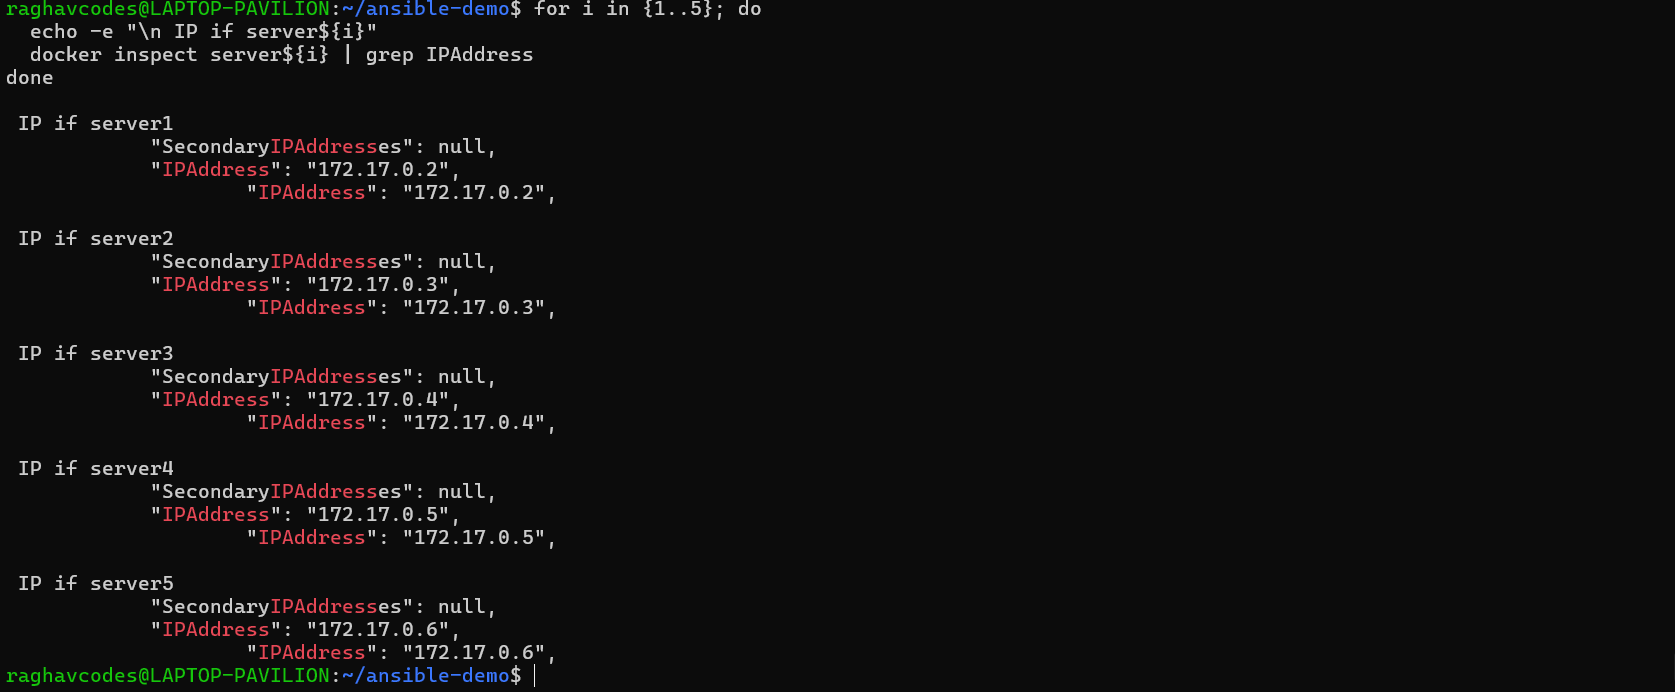 raghavcodes@LAPTOP-PAVILION:~/ansible-demo$ for i in {1..5}; do
  echo -e "\n IP if server${i}"
  docker inspect server${i} | grep IPAddress
done

 IP if server1
            "SecondaryIPAddresses": null,
            "IPAddress": "172.17.0.2",
                    "IPAddress": "172.17.0.2",

 IP if server2
            "SecondaryIPAddresses": null,
            "IPAddress": "172.17.0.3",
                    "IPAddress": "172.17.0.3",

 IP if server3
            "SecondaryIPAddresses": null,
            "IPAddress": "172.17.0.4",
                    "IPAddress": "172.17.0.4",

 IP if server4
            "SecondaryIPAddresses": null,
            "IPAddress": "172.17.0.5",
                    "IPAddress": "172.17.0.5",

 IP if server5
            "SecondaryIPAddresses": null,
            "IPAddress": "172.17.0.6",
                    "IPAddress": "172.17.0.6",
raghavcodes@LAPTOP-PAVILION:~/ansible-demo$